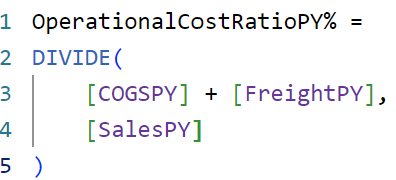 1 OperationalCostRatioPY% =
2 DIVIDE(
3 [COGSPY] + [FreightPY],
4 [SalesPY]
5 )